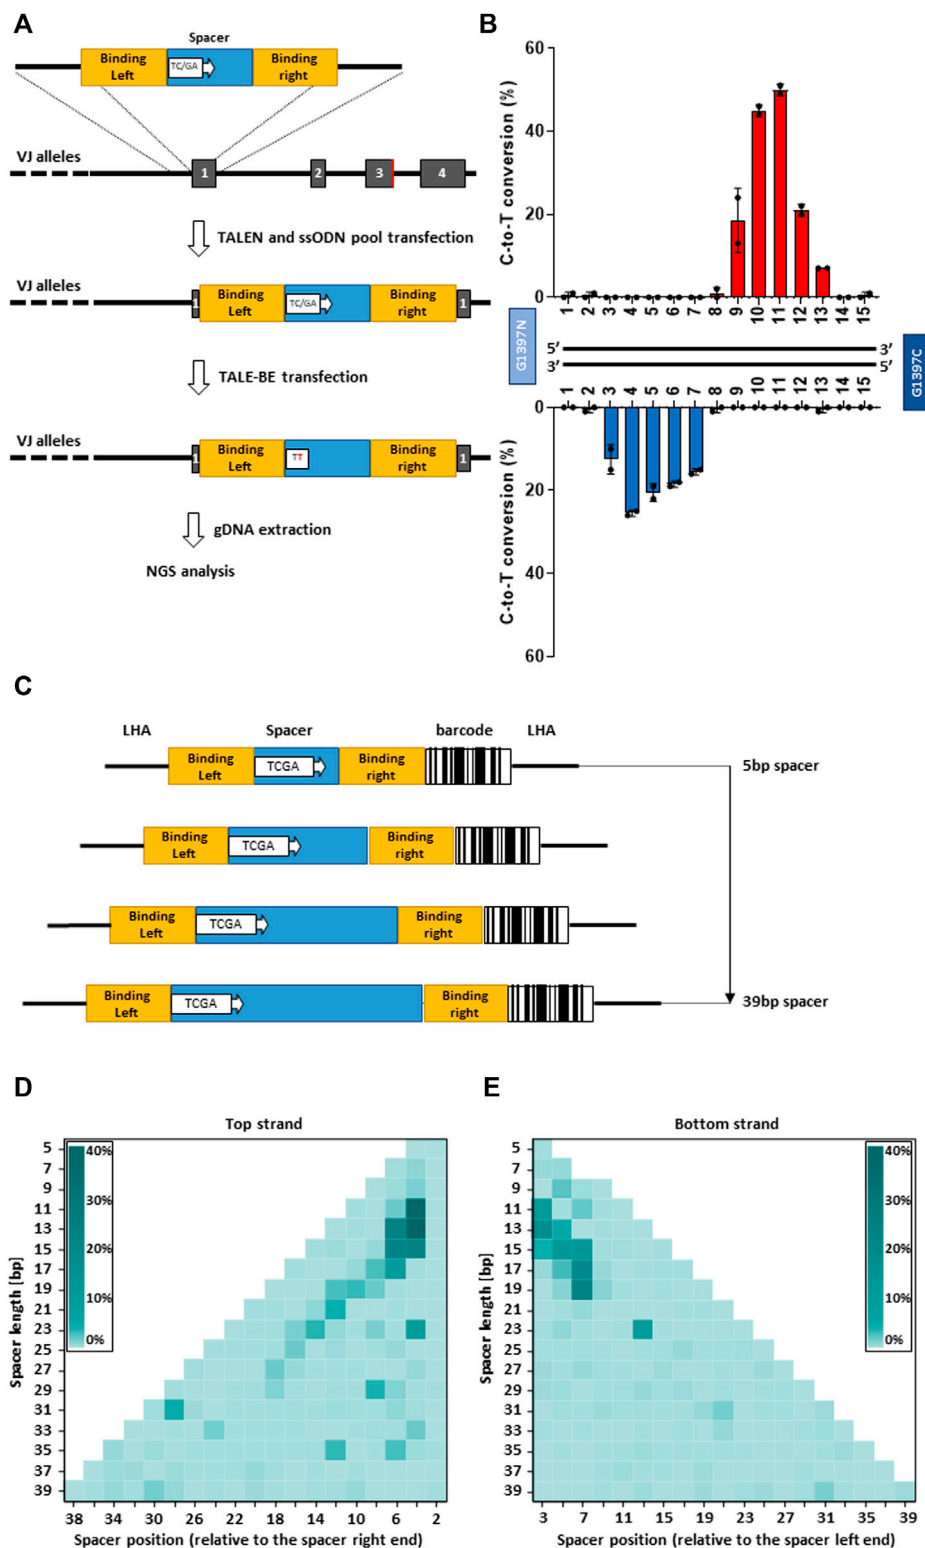 A
Spacer
Binding Left
TC/GA
Binding right
VJ alleles
1
2
3
4
TALEN and ssODN pool transfection
VJ alleles
1
Binding Left
TC/GA
Binding right
1
TALE-BE transfection
VJ alleles
1
Binding Left
TT
Binding right
1
gDNA extraction
NGS analysis
B
C-to-T conversion (%)
60
40
20
0
1 2 3 4 5 6 7 8 9 10 11 12 13 14 15
G1397N
5’ 3’
3’ 5’
G1397C
1 2 3 4 5 6 7 8 9 10 11 12 13 14 15
C-to-T conversion (%)
0
20
40
60
C
LHA Spacer barcode LHA
Binding Left
TCGA
Binding right
5bp spacer
Binding Left
TCGA
Binding right
Binding Left
TCGA
Binding right
Binding Left
TCGA
Binding right
39bp spacer
D
Top strand
40%
30%
20%
10%
0%
Spacer length [bp]
5
7
9
11
13
15
17
19
21
23
25
27
29
31
33
35
37
39
38 34 30 26 22 18 14 10 6 2
Spacer position (relative to the spacer right end)
E
Bottom strand
40%
30%
20%
10%
0%
Spacer length [bp]
5
7
9
11
13
15
17
19
21
23
25
27
29
31
33
35
37
39
3 7 11 15 19 23 27 31 35 39
Spacer position (relative to the spacer left end)